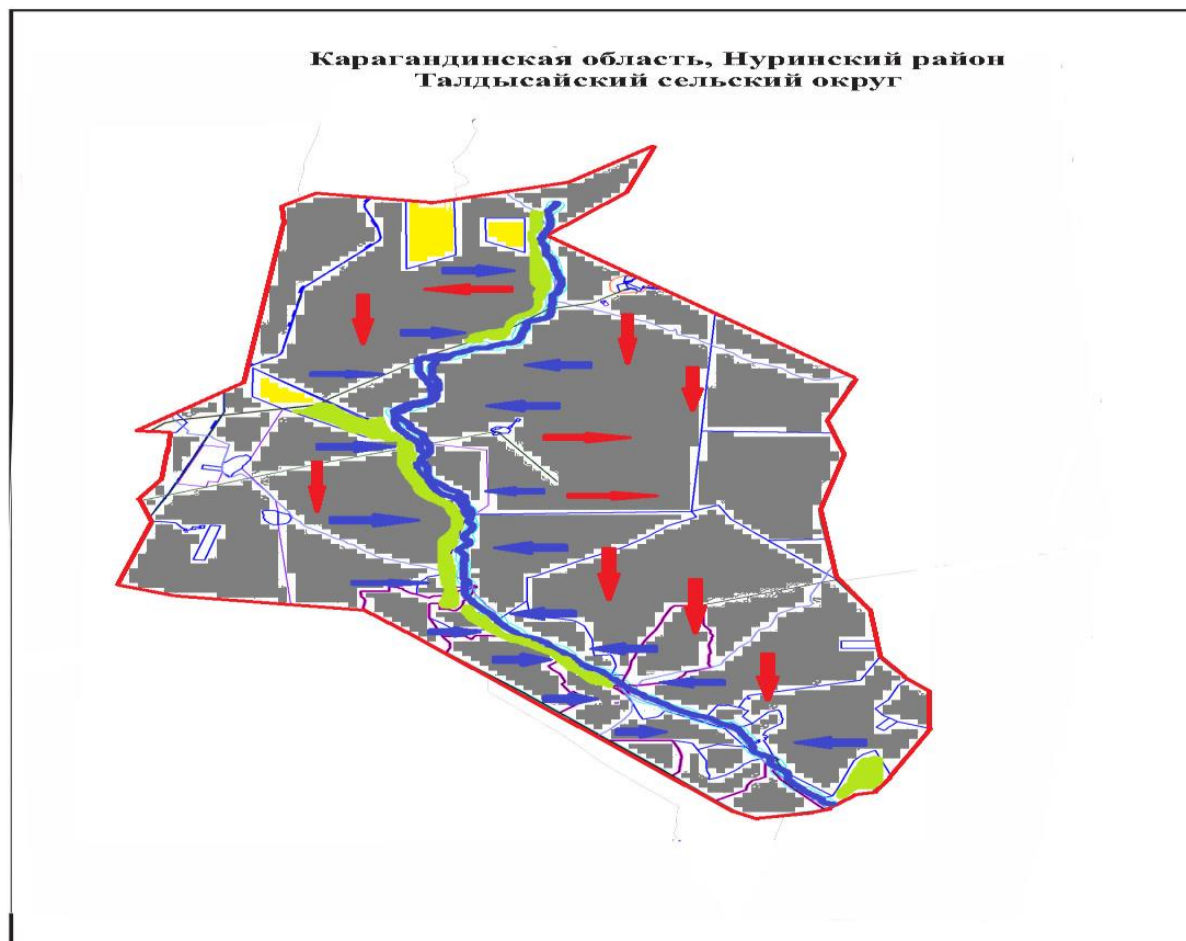 Карагандинская область, Нуринский район
Талдысайский сельский округ